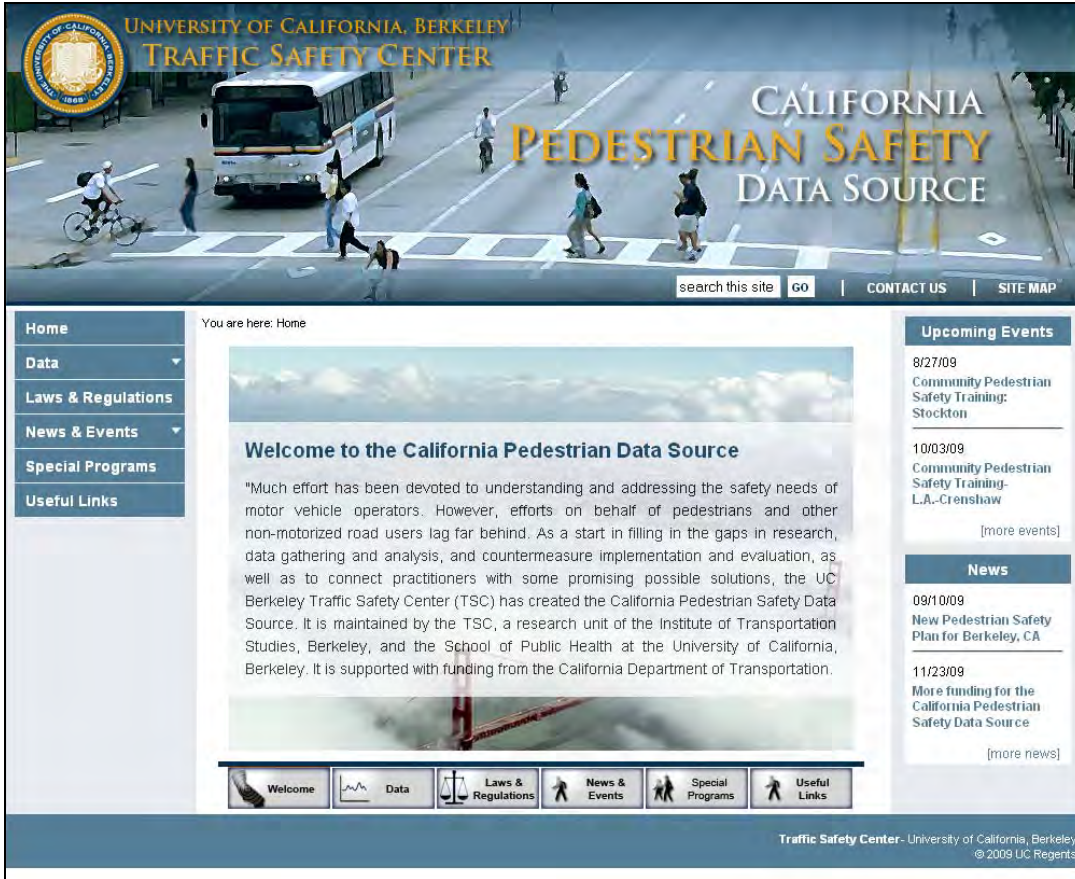 UNIVERSITY OF CALIFORNIA, BERKELEY
TRAFFIC SAFETY CENTER
THE UNIVERSITY OF CALIFORNIA BERKELEY
·1868·
CALIFORNIA
PEDESTRIAN SAFETY
DATA SOURCE
search this site GO | CONTACT US | SITE MAP
Home
Data
Laws & Regulations
News & Events
Special Programs
Useful Links
You are here: Home
Welcome to the California Pedestrian Data Source
"Much effort has been devoted to understanding and addressing the safety needs of
motor vehicle operators. However, efforts on behalf of pedestrians and other
non-motorized road users lag far behind. As a start in filling in the gaps in research,
data gathering and analysis, and countermeasure implementation and evaluation, as
well as to connect practitioners with some promising possible solutions, the UC
Berkeley Traffic Safety Center (TSC) has created the California Pedestrian Safety Data
Source. It is maintained by the TSC, a research unit of the Institute of Transportation
Studies, Berkeley, and the School of Public Health at the University of California,
Berkeley. It is supported with funding from the California Department of Transportation.
Upcoming Events
8/27/09
Community Pedestrian
Safety Training:
Stockton
10/03/09
Community Pedestrian
Safety Training-
L.A.-Crenshaw
[more events]
News
09/10/09
New Pedestrian Safety
Plan for Berkeley, CA
11/23/09
More funding for the
California Pedestrian
Safety Data Source
[more news]
Welcome
Data
Laws &
Regulations
News &
Events
Special
Programs
Useful
Links
Traffic Safety Center- University of California, Berkeley
© 2009 UC Regents